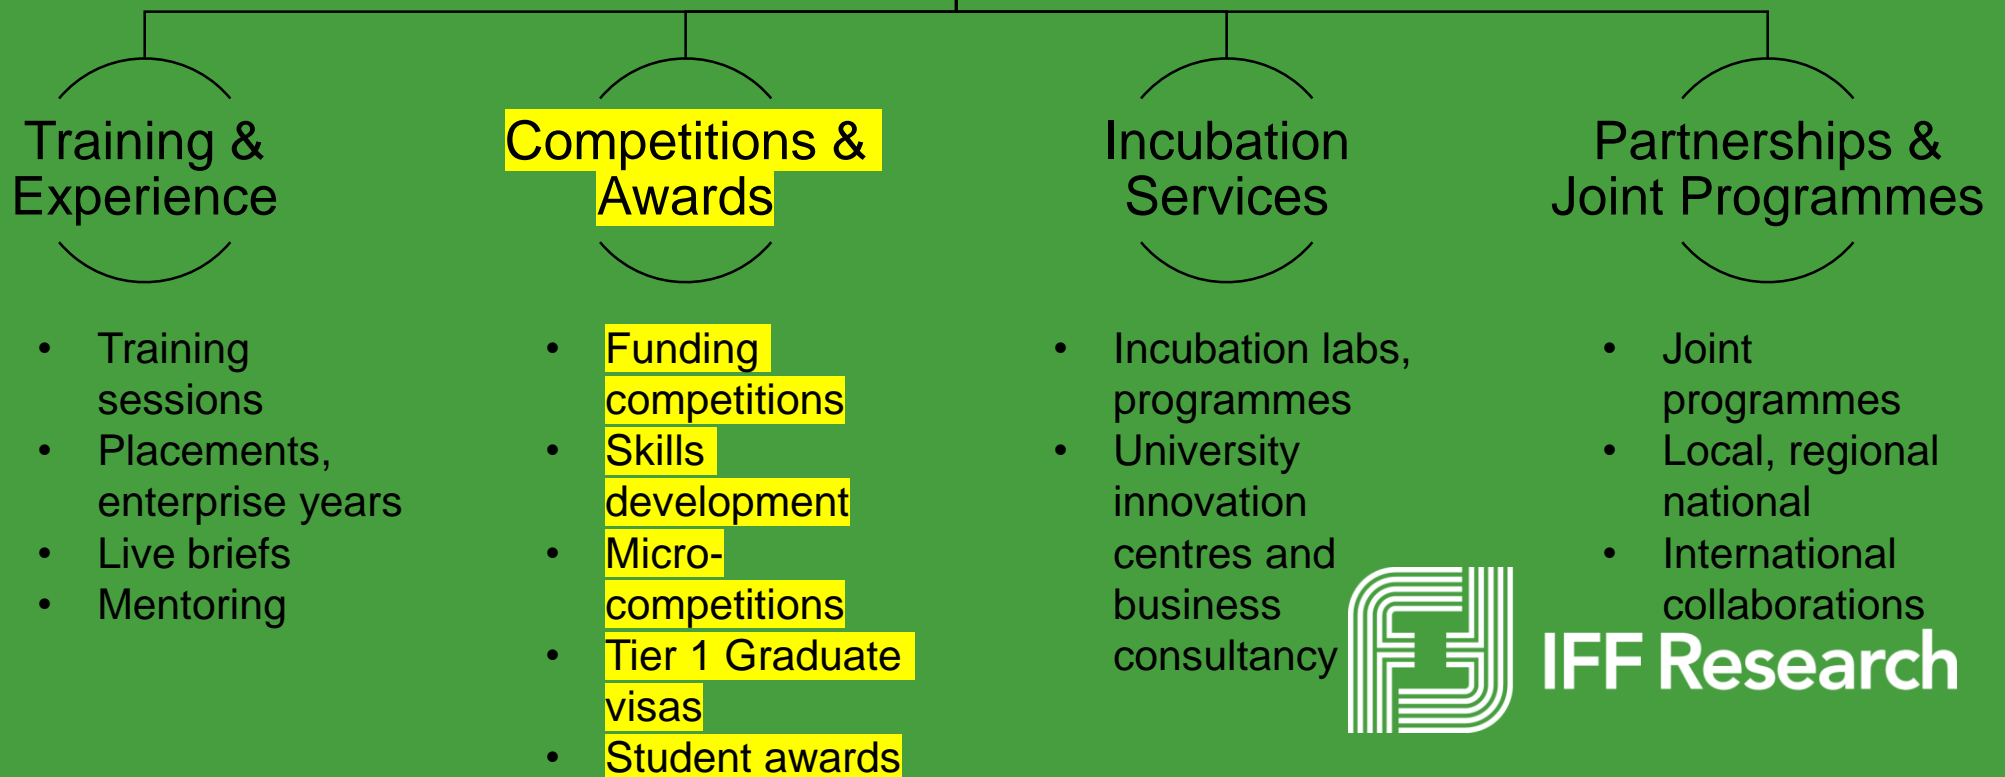 Training &
Experience
Competitions &
Awards
Incubation
Services
Partnerships &
Joint Programmes
• Training
sessions
• Placements,
enterprise years
• Live briefs
• Mentoring
• Funding
competitions
• Skills
development
• Micro-
competitions
• Tier 1 Graduate
visas
• Student awards
• Incubation labs,
programmes
• University
innovation
centres and
business
consultancy
• Joint
programmes
• Local, regional
national
• International
collaborations
IFF Research